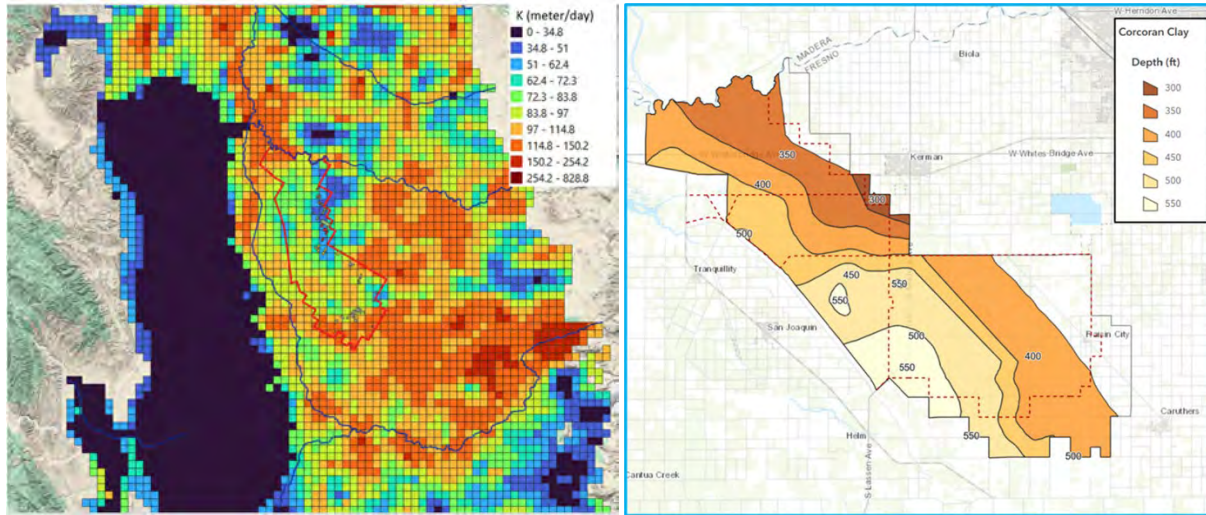 K (meter/day)
0 - 34.8
34.8 - 51
51 - 62.4
62.4 - 72.3
72.3 - 83.8
83.8 - 97
97 - 114.8
114.8 - 150.2
150.2 - 254.2
254.2 - 828.8
W Herndon Ave
Biola
MADERA
FRESNO
Corcoran Clay
Depth (ft)
300
350
400
450
500
550
350
Kerman
W Whites Bridge Ave
400
300
500
Tranquillity
450
550
550
San Joaquin
500
Raisin City
400
550
Caruthers
Helm
550
500
Cantua Creek
S Lassen Ave